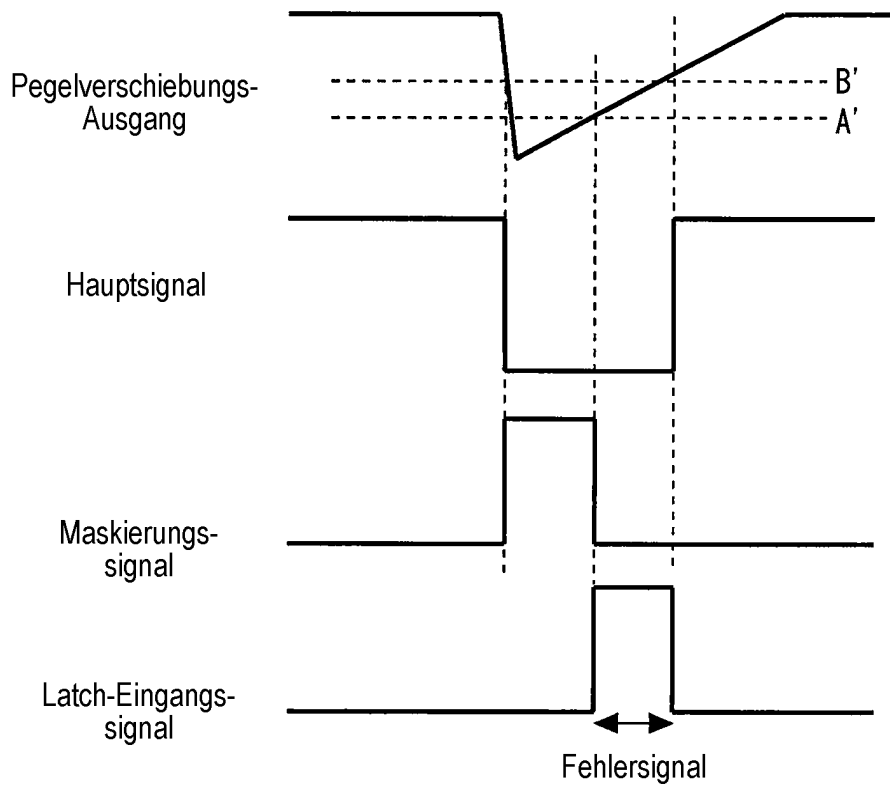 Pegelverschiebungs-
Ausgang
B'
A'
Hauptsignal
Maskierungs-
signal
Latch-Eingangs-
signal
Fehlersignal